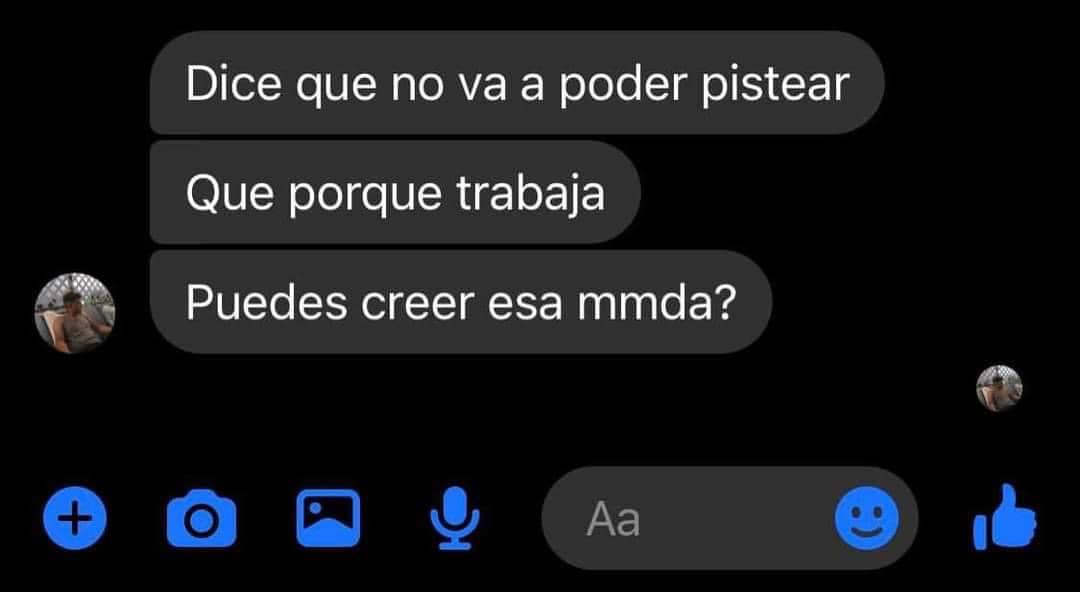 Dice que no va a poder pistear
Que porque trabaja
Puedes creer esa mmda?
Aa